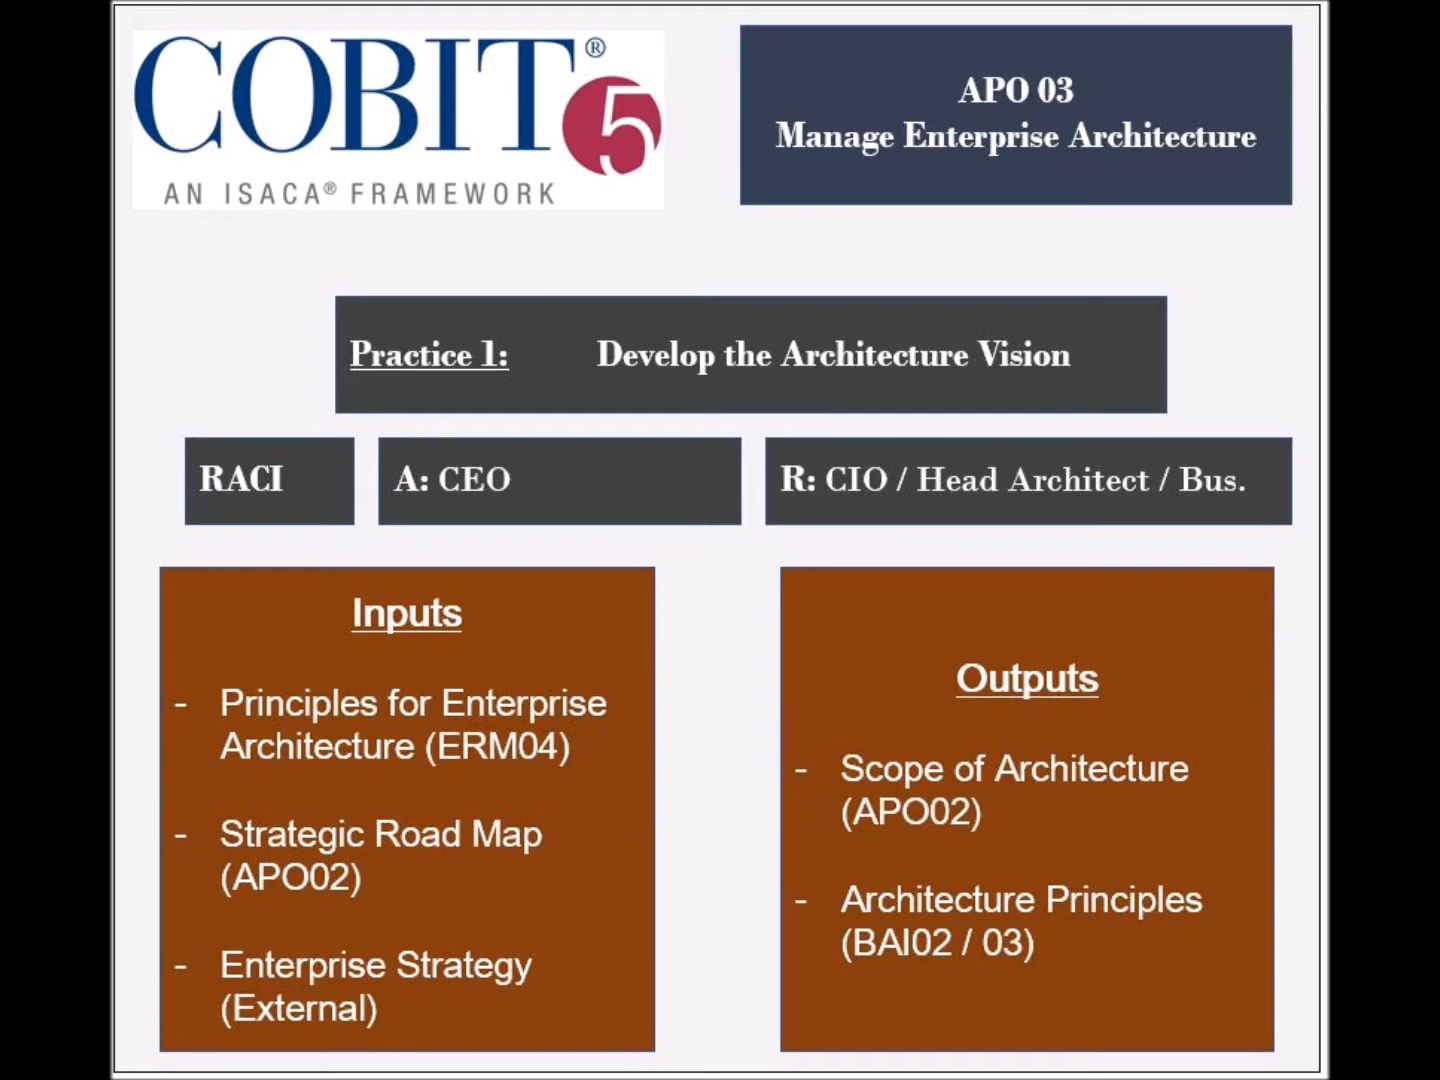 COBIT® 5
AN ISACA® FRAMEWORK
APO 03
Manage Enterprise Architecture
Practice 1: Develop the Architecture Vision
RACI
A: CEO
R: CIO / Head Architect / Bus.
Inputs
- Principles for Enterprise
Architecture (ERM04)
- Strategic Road Map
(APO02)
- Enterprise Strategy
(External)
Outputs
- Scope of Architecture
(APO02)
- Architecture Principles
(BAI02 / 03)